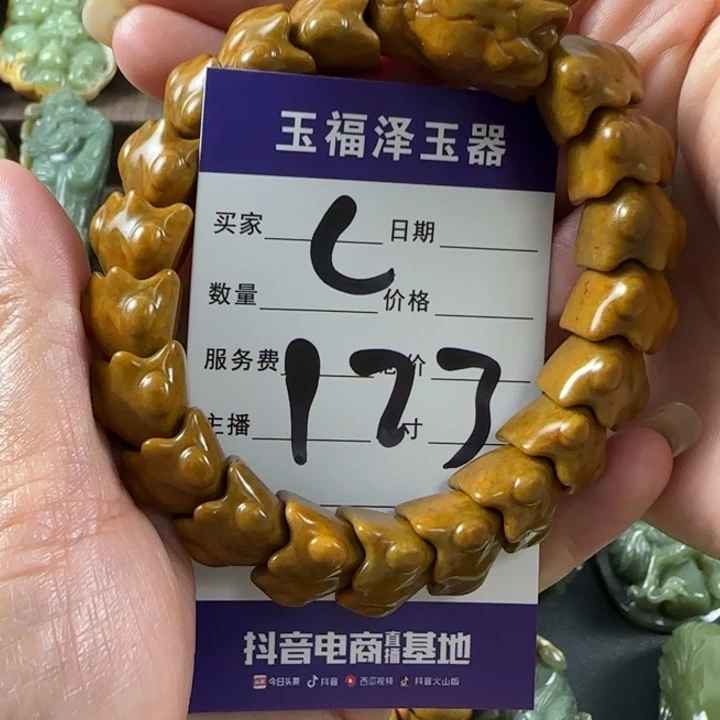 玉福泽玉器
买家 日期
C
数量 价格
服务费 价
173
主播 寸
抖音电商直播基地
今日头条 抖音 西瓜视频 抖音火山版